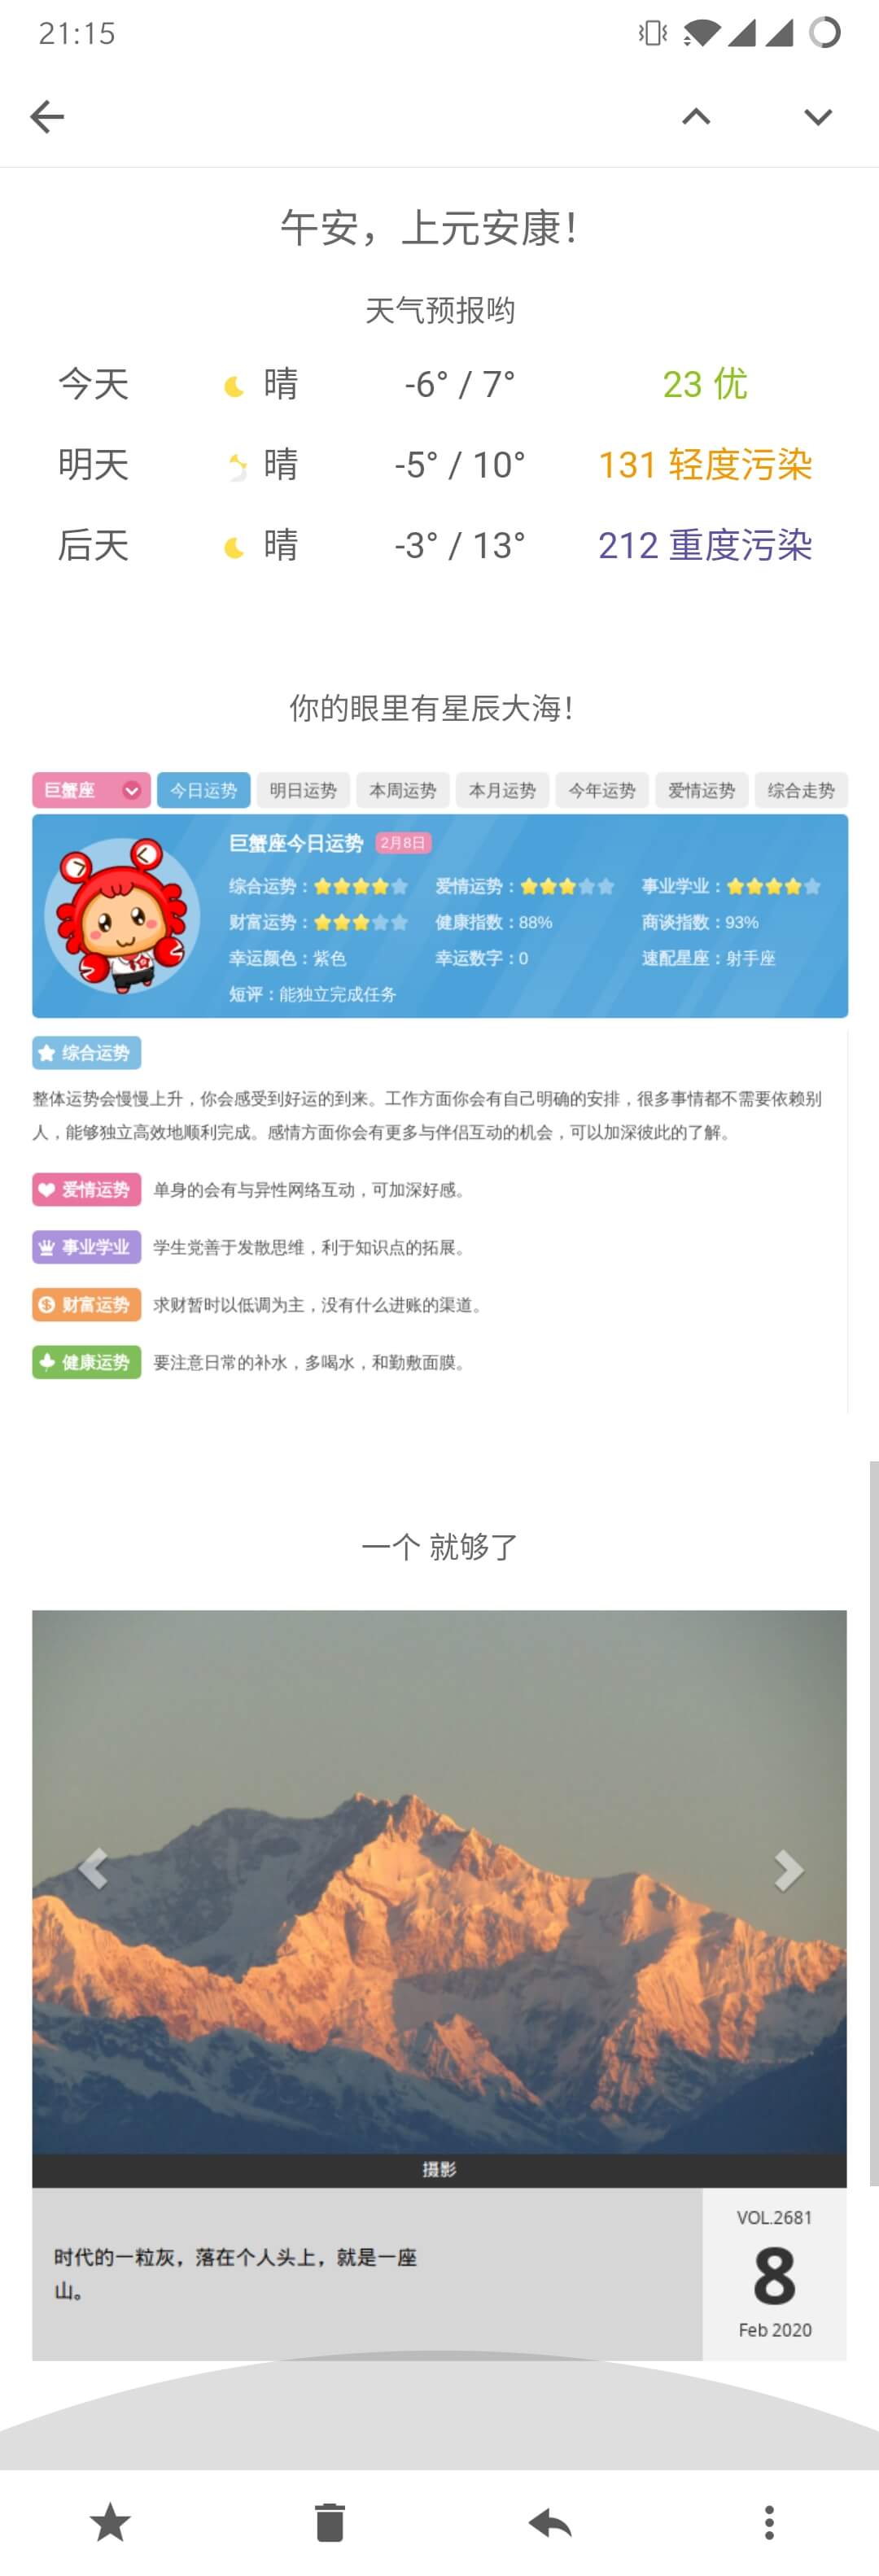 21:15
午安，上元安康！
天气预报哟
今天 晴 -6° / 7° 23 优
明天 晴 -5° / 10° 131 轻度污染
后天 晴 -3° / 13° 212 重度污染
你的眼里有星辰大海！
巨蟹座 今日运势 明日运势 本周运势 本月运势 今年运势 爱情运势 综合走势
巨蟹座今日运势 2月8日
综合运势： 爱情运势： 事业学业：
财富运势： 健康指数：88% 商谈指数：93%
幸运颜色：紫色 幸运数字：0 速配星座：射手座
短评：能独立完成任务
综合运势
整体运势会慢慢上升，你会感受到好运的到来。工作方面你会有自己明确的安排，很多事情都不需要依赖别
人，能够独立高效地顺利完成。感情方面你会有更多与伴侣互动的机会，可以加深彼此的了解。
爱情运势 单身的会有与异性网络互动，可加深好感。
事业学业 学生党善于发散思维，利于知识点的拓展。
财富运势 求财暂时以低调为主，没有什么进账的渠道。
健康运势 要注意日常的补水，多喝水，和勤敷面膜。
一个 就够了
摄影
时代的一粒灰，落在个人头上，就是一座
山。
VOL.2681
8
Feb 2020